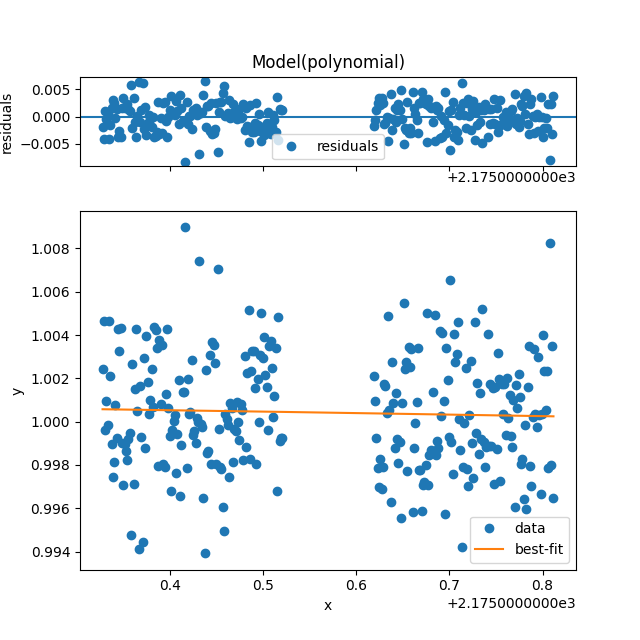 Model(polynomial)
residuals
0.005
0.000
−0.005
residuals
+2.1750000000e3
y
1.008
1.006
1.004
1.002
1.000
0.998
0.996
0.994
data
best-fit
0.4 0.5 0.6 0.7 0.8
x
+2.1750000000e3